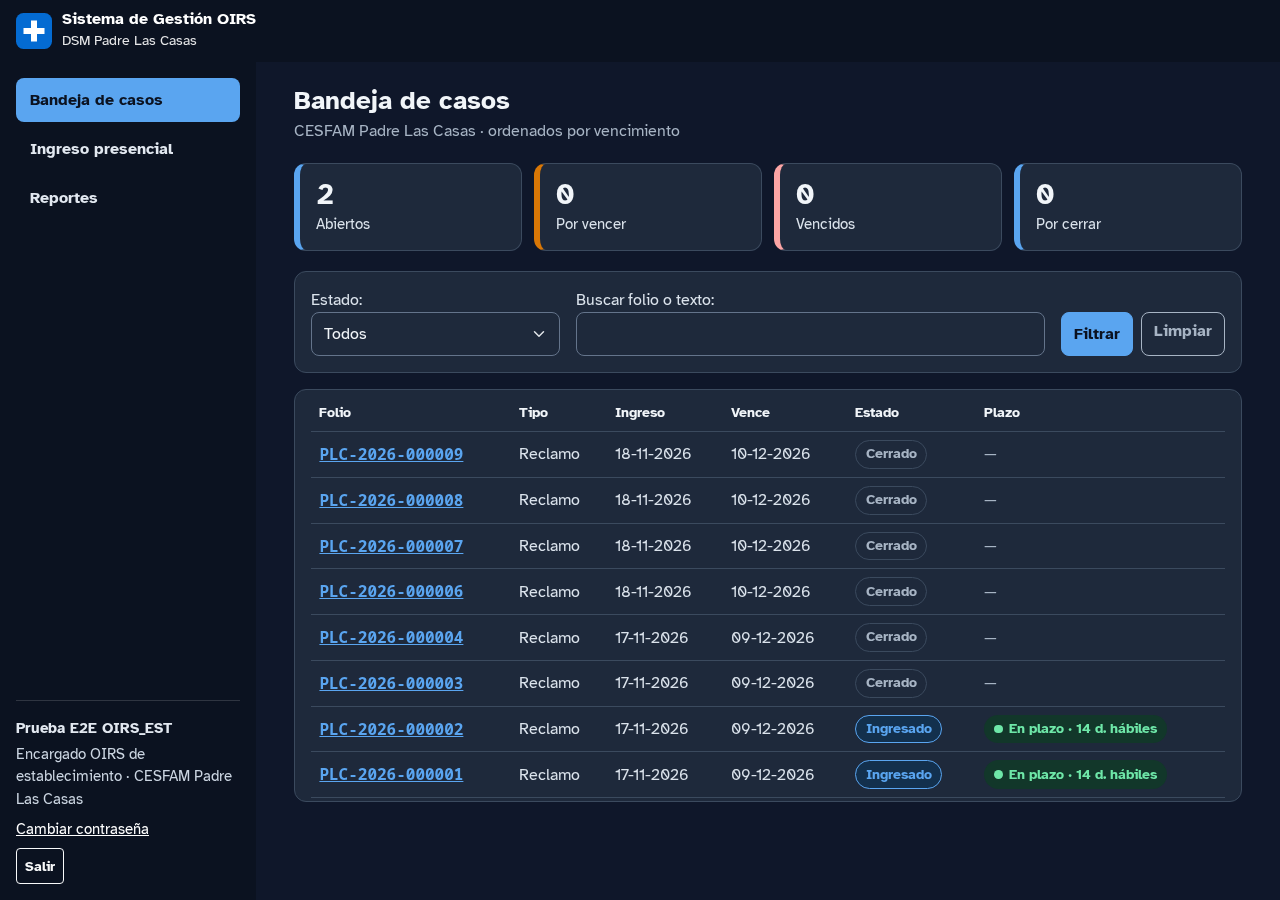 Sistema de Gestión OIRS
DSM Padre Las Casas
Bandeja de casos
Ingreso presencial
Reportes
Prueba E2E OIRS_EST
Encargado OIRS de
establecimiento · CESFAM Padre
Las Casas
Cambiar contraseña
Salir
Bandeja de casos
CESFAM Padre Las Casas · ordenados por vencimiento
2
Abiertos
0
Por vencer
0
Vencidos
0
Por cerrar
Estado:
Todos
Buscar folio o texto:
Filtrar
Limpiar
Folio Tipo Ingreso Vence Estado Plazo
PLC-2026-000009 Reclamo 18-11-2026 10-12-2026 Cerrado —
PLC-2026-000008 Reclamo 18-11-2026 10-12-2026 Cerrado —
PLC-2026-000007 Reclamo 18-11-2026 10-12-2026 Cerrado —
PLC-2026-000006 Reclamo 18-11-2026 10-12-2026 Cerrado —
PLC-2026-000004 Reclamo 17-11-2026 09-12-2026 Cerrado —
PLC-2026-000003 Reclamo 17-11-2026 09-12-2026 Cerrado —
PLC-2026-000002 Reclamo 17-11-2026 09-12-2026 Ingresado En plazo · 14 d. hábiles
PLC-2026-000001 Reclamo 17-11-2026 09-12-2026 Ingresado En plazo · 14 d. hábiles